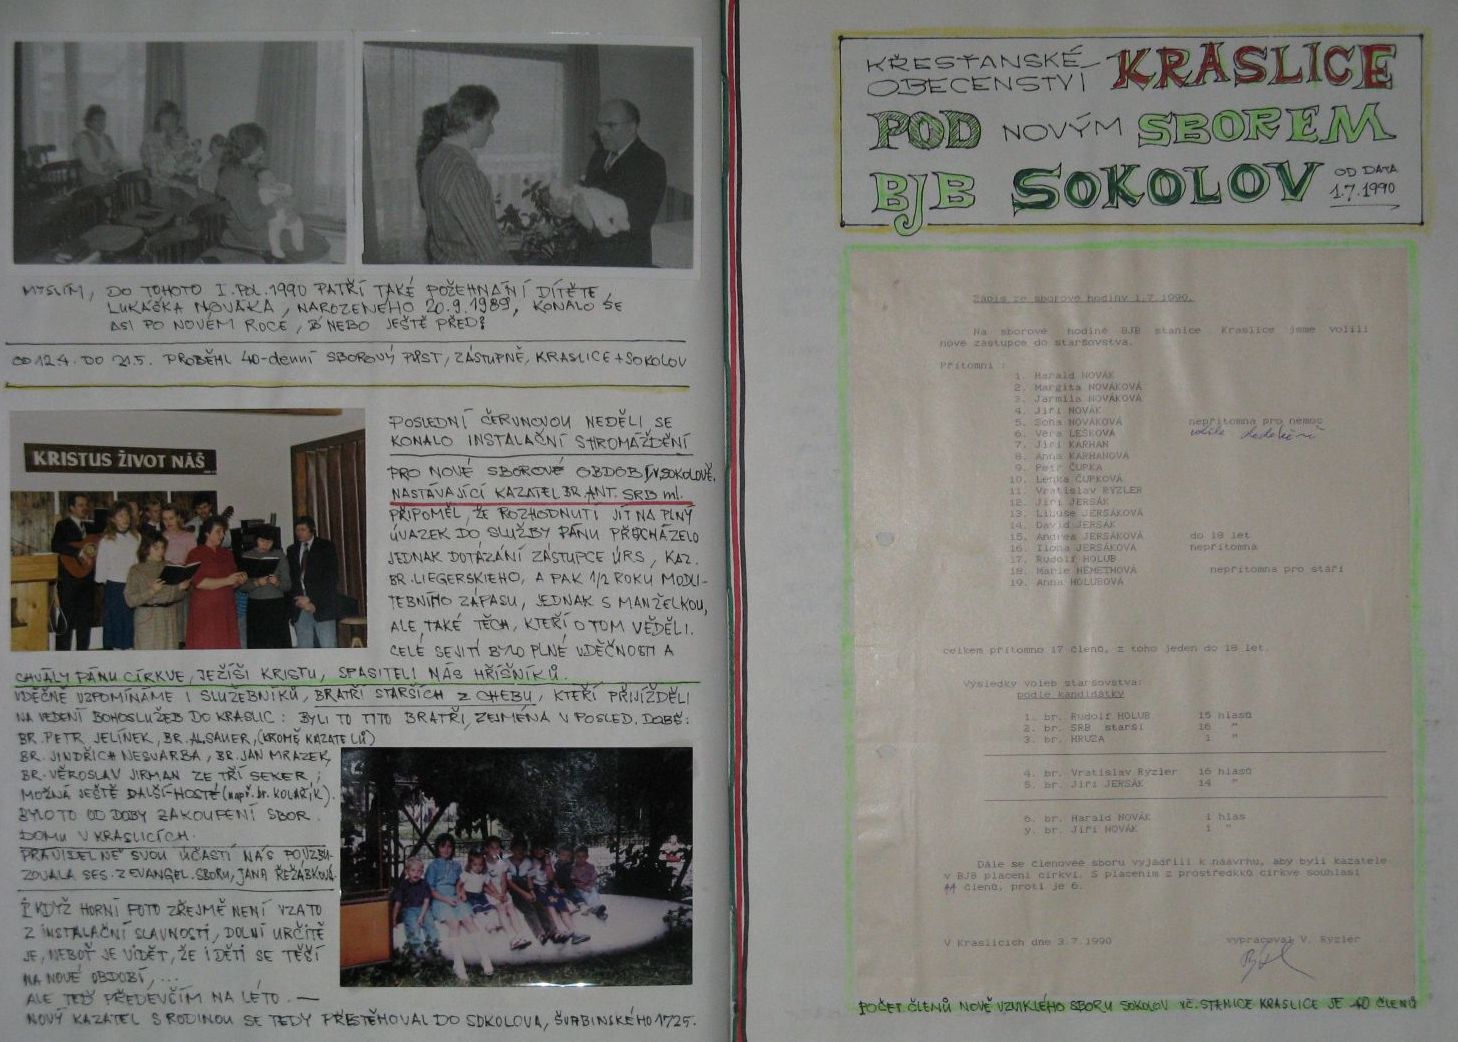 MYSLÍM, DO TOHOTO I. POL. 1990 PATŘÍ TAKÉ POŽEHNÁNÍ DÍTĚTE,
LUKÁŠKA NOVÁKA, NAROZENÉHO 20.9.1989, KONALO SE
ASI PO NOVÉM ROCE, B NEBO JEŠTĚ PŘED?
OD 12.4. DO 21.5. PROBĚHL 40-denní SBOROVÝ PŮST, ZÁSTUPNĚ, KRASLICE+SOKOLOV
KRISTUS ŽIVOT NÁŠ
POSLEDNÍ ČERVNOVOU NEDĚLI SE
KONALO INSTALAČNÍ SHROMÁŽDĚNÍ
PRO NOVÉ SBOROVÉ OBDOBÍ V SOKOLOVĚ.
NASTÁVAJÍCÍ KAZATEL BR. ANT. SRB ml.
PŘIPOMĚL, ŽE ROZHODNUTÍ JÍT NA PLNÝ
ÚVAZEK DO SLUŽBY PÁNU PŘECHÁZELO
JEDNAK DOTÁZÁNÍ ZÁSTUPCE ÚRS, KAZ.
BR. LIEGERSKIEHO, A PAK 1/2 ROKU MODLI-
TEBNÍHO ZÁPASU, JEDNAK S MANŽELKOU,
ALE TAKÉ TĚCH, KTEŘÍ O TOM VĚDĚLI.
CELÉ SEJITÍ BYLO PLNÉ VDĚČNOSTI A
CHVÁLY PÁNU CÍRKVE, JEŽÍŠI KRISTU, SPASITELI NÁS HŘÍŠNÍKŮ.
VDĚČNĚ VZPOMÍNÁME I SLUŽEBNÍKŮ, BRATŘÍ STARŠÍCH Z CHEBU, KTEŘÍ PŘIJÍŽDĚLI
NA VEDENÍ BOHOSLUŽEB DO KRASLIC: BYLI TO TITO BRATŘI, ZEJMÉNA V POSLED. DOBĚ:
BR. PETR JELÍNEK, BR. AL. SAUER, (KROMĚ KAZATELŮ)
BR. JINDŘICH NESVARBA, BR. JAN MRÁZEK,
BR. VĚROSLAV JIRMAN ZE TŘÍ SEKER,
MOŽNÁ JEŠTĚ DALŠÍ HOSTÉ (např. br. KOLAŘÍK).
BYLO TO OD DOBY ZAKOUPENÍ SBOR.
DOMU V KRASLICÍCH.
PRAVIDELNĚ SVOU ÚČASTÍ NÁS POVZBU-
ZOVALA SES. Z EVANGEL. SBORU, JANA ŘEŽÁBKOVÁ.
I KDYŽ HORNÍ FOTO ZŘEJMĚ NENÍ VZATO
Z INSTALAČNÍ SLAVNOSTI, DOLNÍ URČITĚ
JE, NEBOŤ JE VIDĚT, ŽE I DĚTI SE TĚŠÍ
NA NOVÉ OBDOBÍ,...
ALE TEĎ PŘEDEVŠÍM NA LÉTO. —
NOVÝ KAZATEL S RODINOU SE TEDY PŘESTĚHOVAL DO SOKOLOVA, ŠVABINSKÉHO 1725.
KŘESŤANSKÉ
OBECENSTVÍ KRASLICE
POD NOVÝM SBOREM
BJB SOKOLOV OD DATA
1.7.1990
Zápis ze sborové hodiny 1.7.1990.
Na sborové hodině BJB stanice Kraslice jsme volili
nové zástupce do staršovstva.
Přítomni :
1. Harald NOVÁK
2. Margita NOVÁKOVÁ
3. Jarmila NOVÁKOVÁ
4. Jiří NOVÁK
5. Soňa NOVÁKOVÁ nepřítomna pro nemoc
6. Věra LESKOVÁ
7. Jiří KARHAN
8. Anna KARHANOVÁ
9. Petr ČUPKA
10. Lenka ČUPKOVÁ
11. Vratislav RYZLER
12. Jiří JERSÁK
13. Libuše JERSÁKOVÁ
14. David JERSÁK
15. Andrea JERSÁKOVÁ do 18 let
16. Ilona JERSÁKOVÁ nepřítomna
17. Rudolf HOLUB
18. Marie HEMETHOVÁ nepřítomna pro stáří
19. Anna HOLUBOVÁ
celkem přítomno 17 členů, z toho jeden do 18 let.
Výsledky voleb staršovstva:
podle kandidátky
1. br. Rudolf HOLUB 15 hlasů
2. br. SRB starší 16 "
3. br. HRŮZA 1 "
4. br. Vratislav Ryzler 16 hlasů
5. br. Jiří JERSÁK 14 "
6. br. Harald NOVÁK 1 hlas
y. br. Jiří NOVÁK 1 "
Dále se členovée sboru vyjádřili k náávrhu, aby byli kazatele
v BJB placeni církví. S placením z prostředkků církve souhlasí
11 členů, proti je 6.
V Kraslicích dne 3.7.1990 vypracoval V. Ryzler
POČET ČLENŮ NOVĚ VZNIKLÉHO SBORU SOKOLOV VČ. STANICE KRASLICE JE 40 ČLENŮ